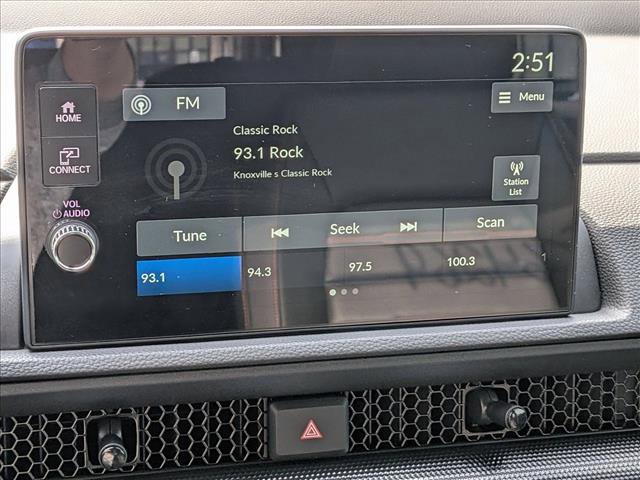 2:51
FM
Menu
HOME
CONNECT
VOL
AUDIO
Classic Rock
93.1 Rock
Knoxville s Classic Rock
Station
List
Tune
Seek
Scan
93.1
94.3
97.5
100.3
1